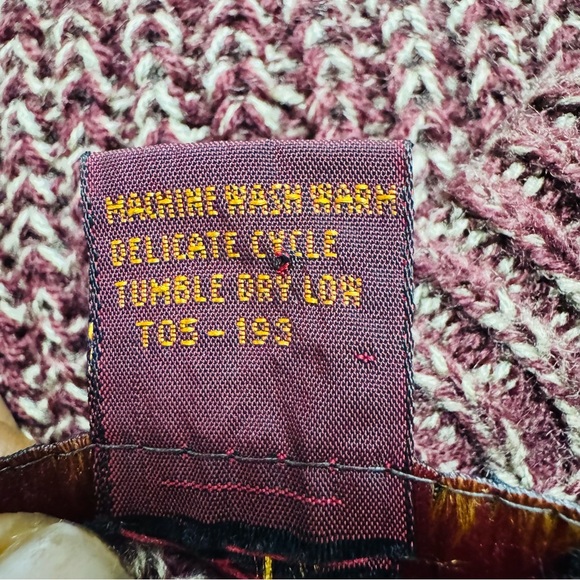 MACHINE WASH WARM
DELICATE CYCLE
TUMBLE DRY LOW
T05 - 193